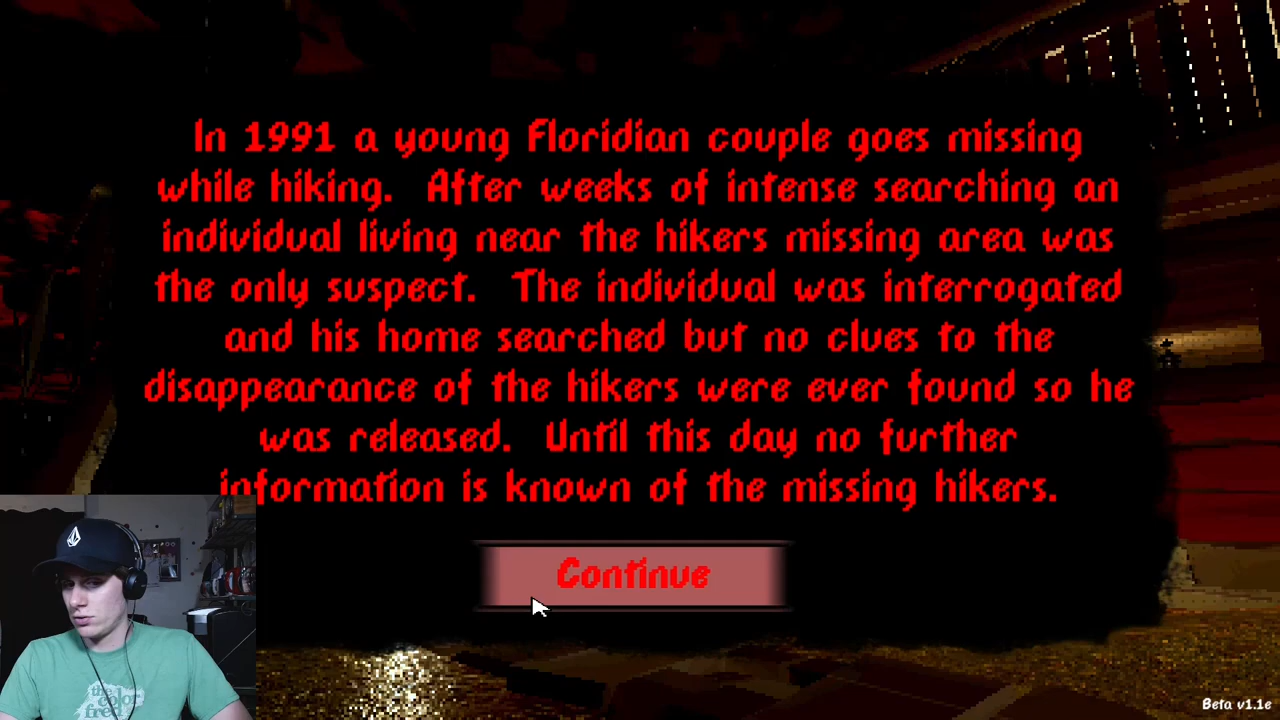 In 1991 a young Floridian couple goes missing
while hiking.  After weeks of intense searching an
individual living near the hikers missing area was
the only suspect.  The individual was interrogated
and his home searched but no clues to the
disappearance of the hikers were ever found so he
was released.  Until this day no further
information is known of the missing hikers.
Continue
the
color
fred
Beta v1.1e